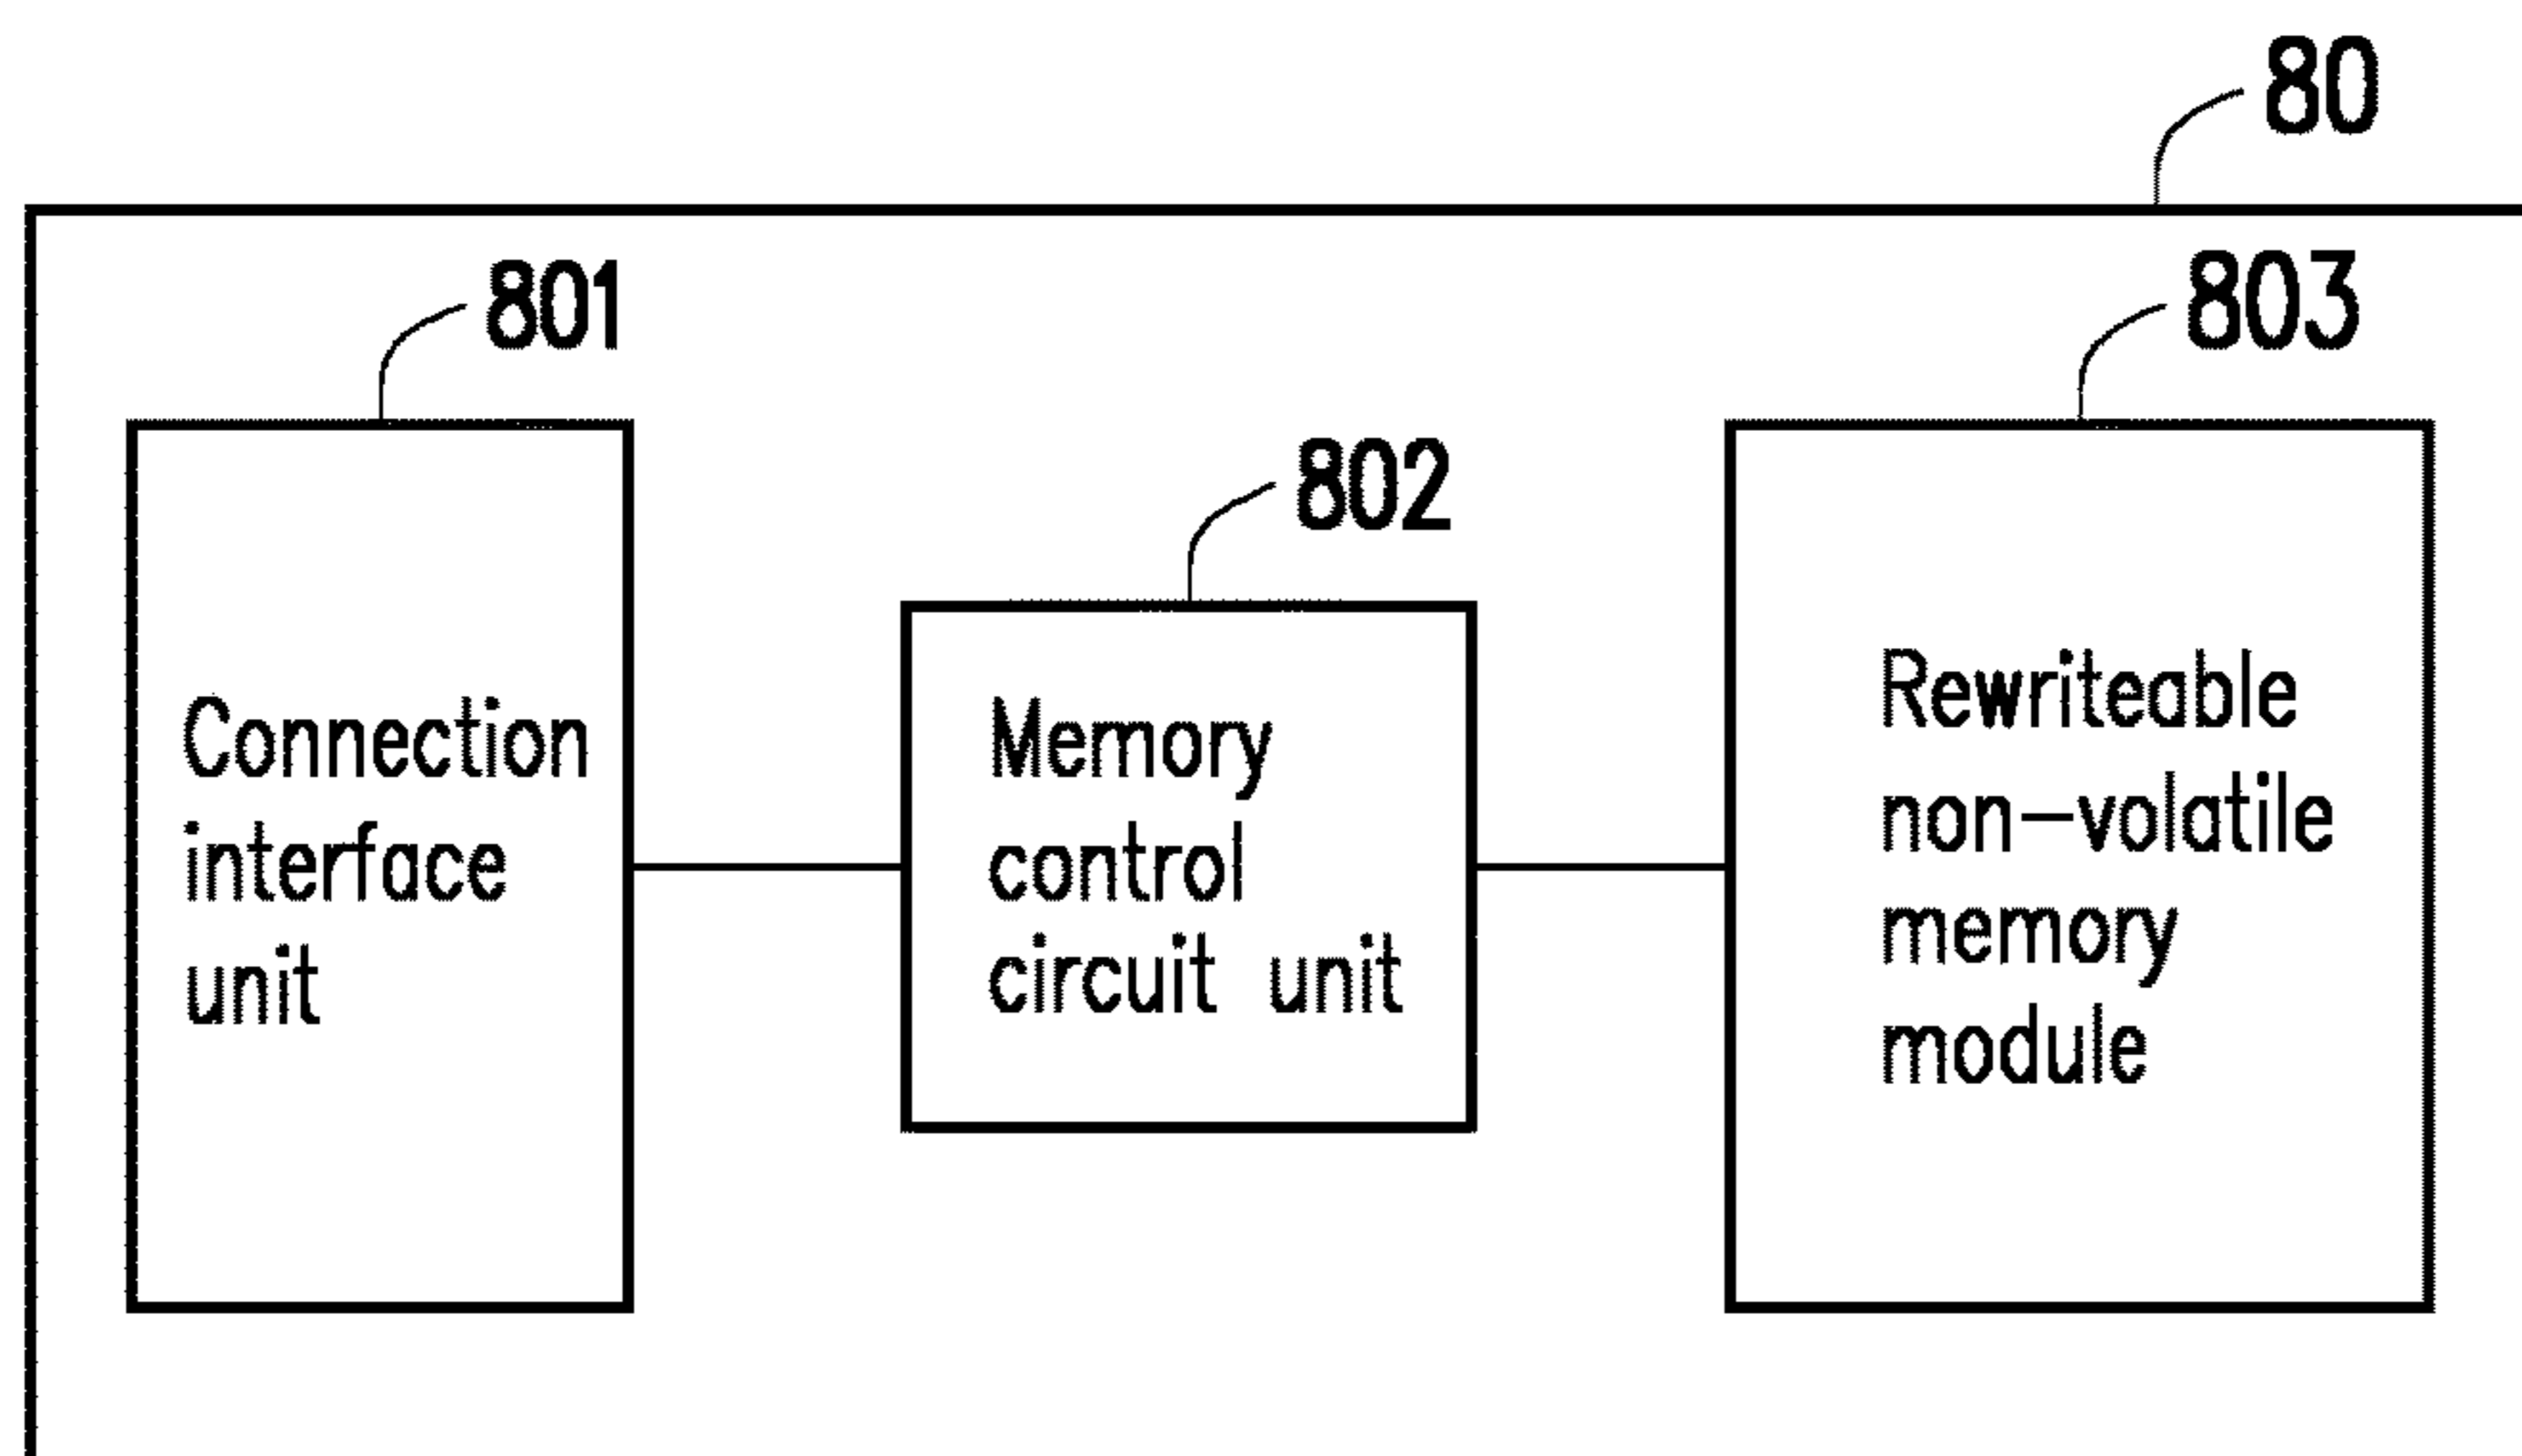 80
801
803
802
Connection
interface
unit
Memory
control
circuit unit
Rewriteable
non-volatile
memory
module